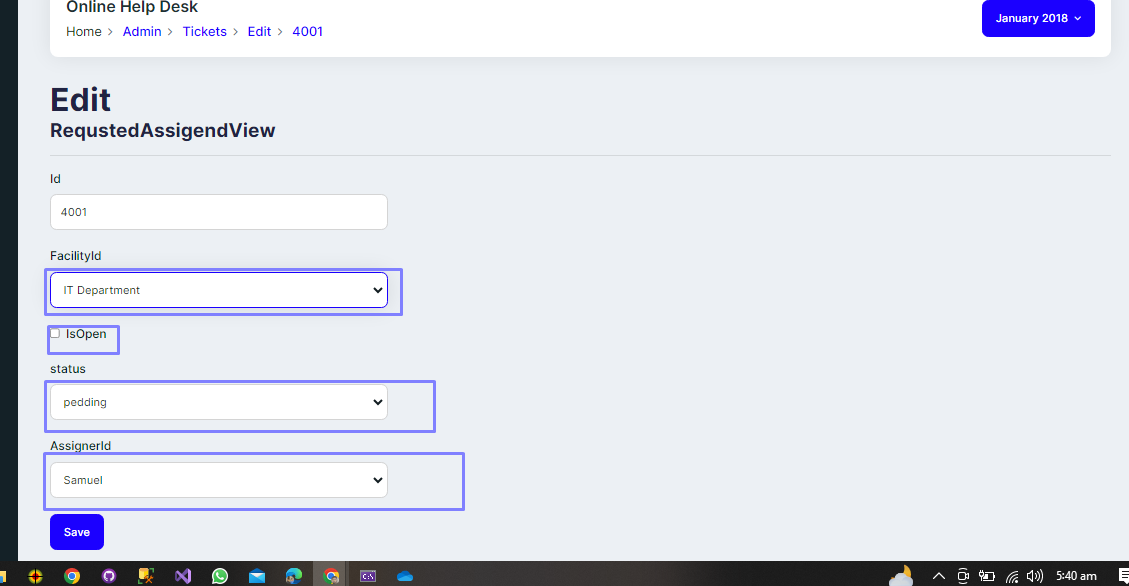 Online Help Desk
Home > Admin > Tickets > Edit > 4001
January 2018
Edit
RequstedAssigendView
Id
4001
FacilityId
IT Department
IsOpen
status
pedding
AssignerId
Samuel
Save
5:40 am